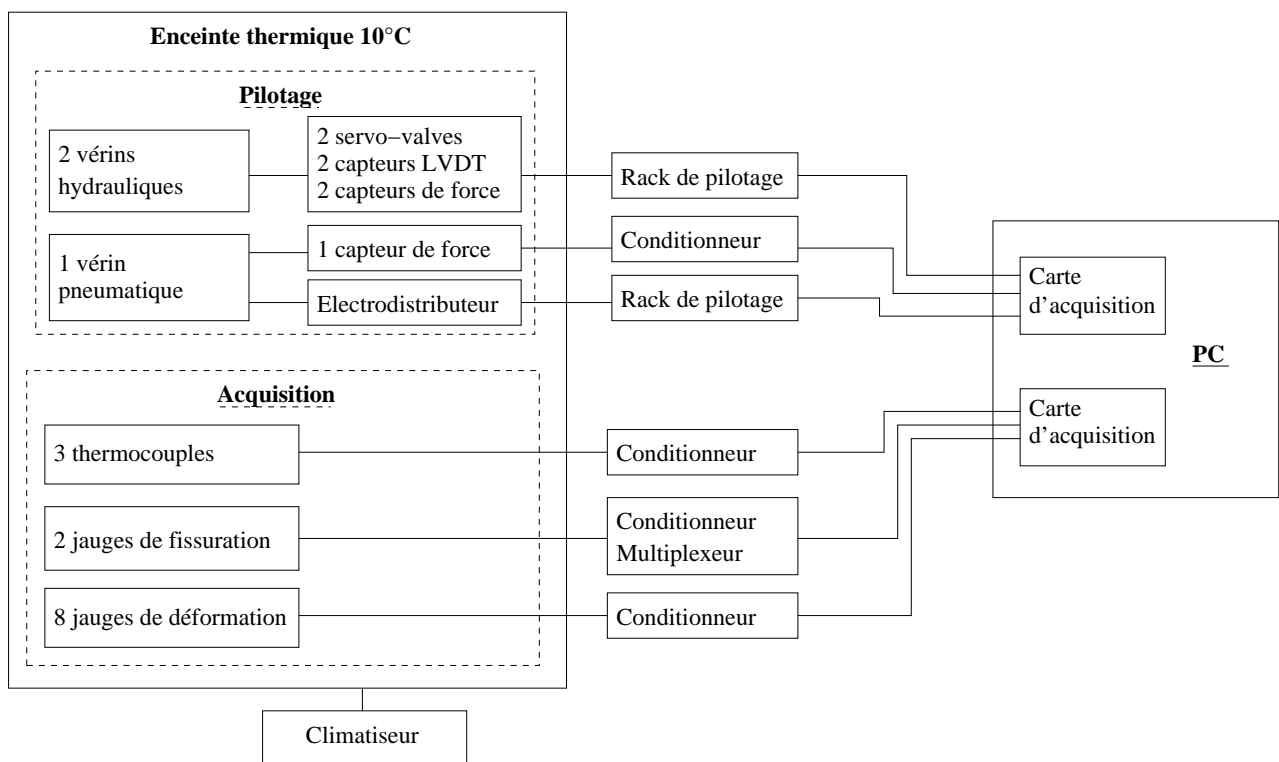 Enceinte thermique 10°C
Pilotage
2 vérins
hydrauliques
2 servo−valves
2 capteurs LVDT
2 capteurs de force
Rack de pilotage
1 vérin
pneumatique
1 capteur de force
Conditionneur
Electrodistributeur
Rack de pilotage
Carte
d'acquisition
PC
Acquisition
3 thermocouples
Conditionneur
Carte
d'acquisition
2 jauges de fissuration
Conditionneur
Multiplexeur
8 jauges de déformation
Conditionneur
Climatiseur